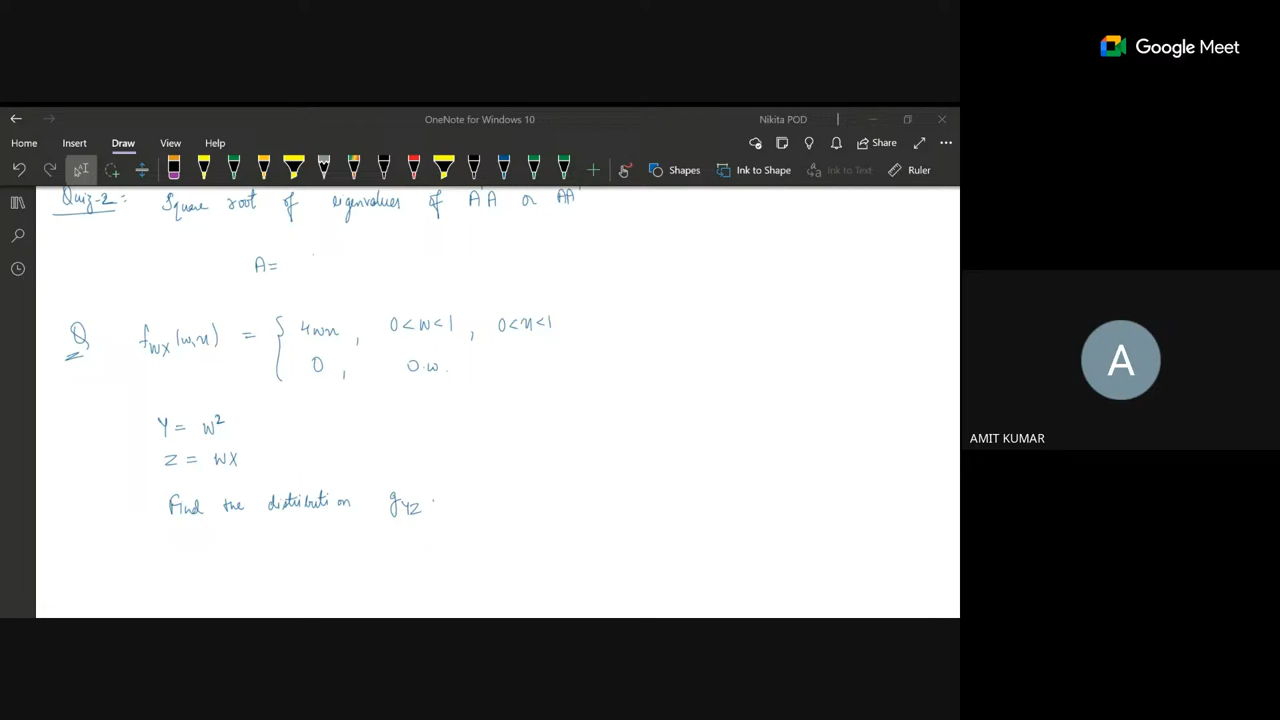 Google Meet
OneNote for Windows 10
Nikita POD
Home Insert Draw View Help
Share
Shapes Ink to Shape Ink to Text Ruler
Quiz-2: Square root of eigenvalues of A'A or AA'
A=
Q f_WX(w,x) = { 4wx, 0<w<1, 0<x<1
0, 0.w.
Y = W²
Z = WX
Find the distribution g_YZ.
A
AMIT KUMAR